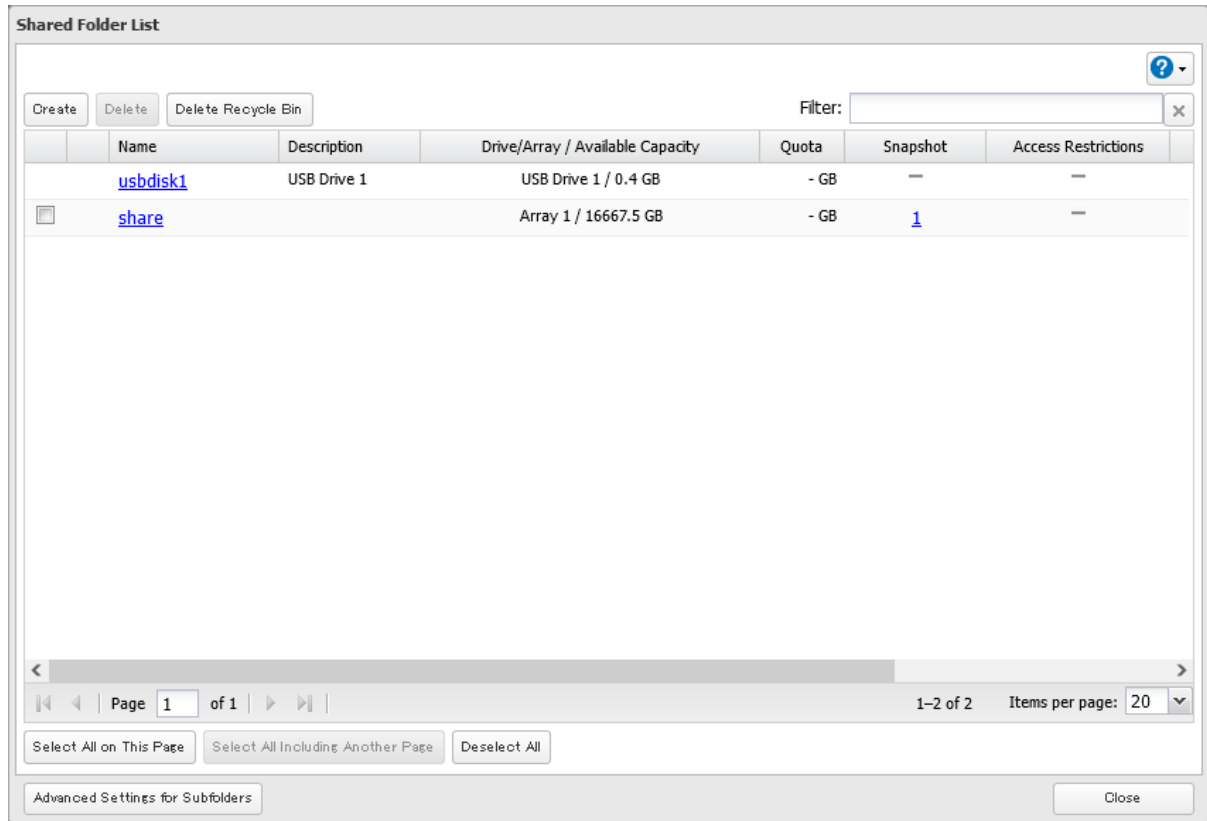 Shared Folder List
?
Create Delete Delete Recycle Bin Filter:
Name Description Drive/Array / Available Capacity Quota Snapshot Access Restrictions
usbdisk1 USB Drive 1 USB Drive 1 / 0.4 GB - GB — —
share Array 1 / 16667.5 GB - GB 1 —
Page 1 of 1 1–2 of 2 Items per page: 20
Select All on This Page Select All Including Another Page Deselect All
Advanced Settings for Subfolders Close